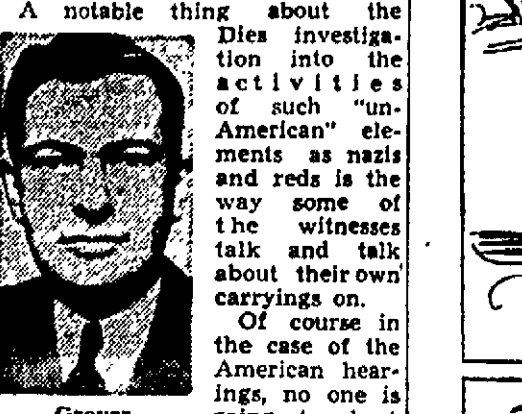 A notable thing about the
Dies investiga-
tion into the
activities
of such "un-
American" ele-
ments as nazis
and reds is the
way some of
the witnesses
talk and talk
about their own
carryings on.
Of course in
the case of the
American hear-
ings, no one is